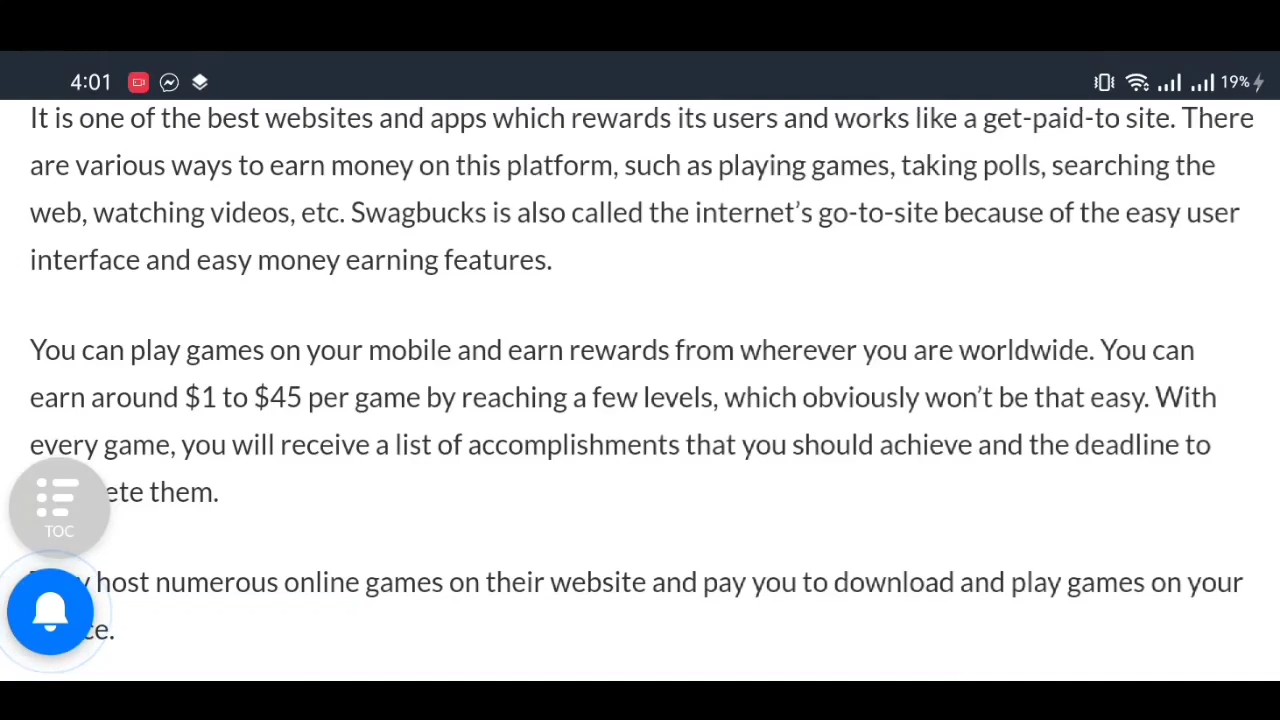 4:01 19%
It is one of the best websites and apps which rewards its users and works like a get-paid-to site. There
are various ways to earn money on this platform, such as playing games, taking polls, searching the
web, watching videos, etc. Swagbucks is also called the internet’s go-to-site because of the easy user
interface and easy money earning features.
You can play games on your mobile and earn rewards from wherever you are worldwide. You can
earn around $1 to $45 per game by reaching a few levels, which obviously won’t be that easy. With
every game, you will receive a list of accomplishments that you should achieve and the deadline to
ete them.
TOC
host numerous online games on their website and pay you to download and play games on your
ce.